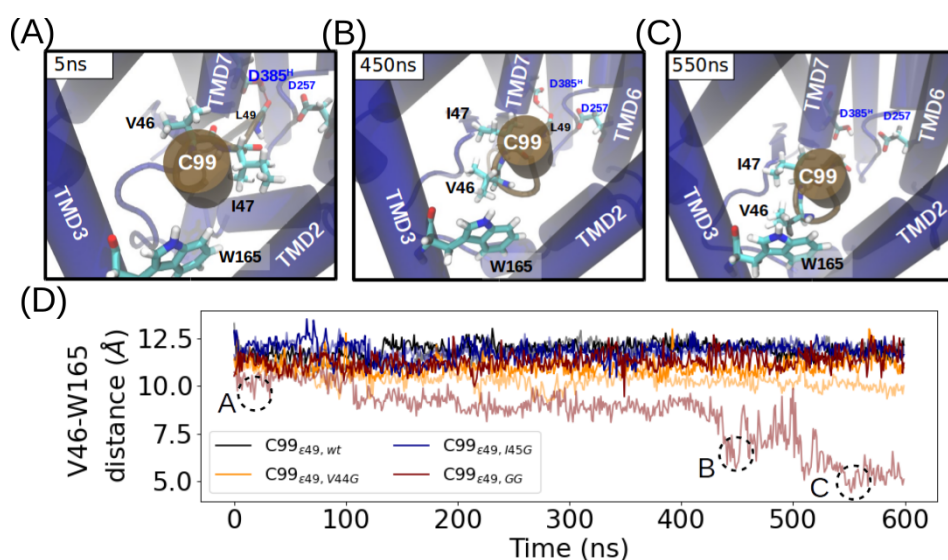 (A)
5ns
TMD7
D385ᴴ
D257
V46
L49
C99
I47
TMD3
TMD2
W165
(B)
450ns
TMD7
D385ᴴ
TMD6
I47
L49
D257
C99
V46
TMD3
TMD2
W165
(C)
550ns
TMD7
D385ᴴ
D257
TMD6
I47
C99
V46
TMD3
TMD2
W165
(D)
V46-W165
distance (Å)
12.5
10.0
7.5
5.0
A
B
C
C99ε49, wt
C99ε49, I45G
C99ε49, V44G
C99ε49, GG
0
100
200
300
400
500
600
Time (ns)